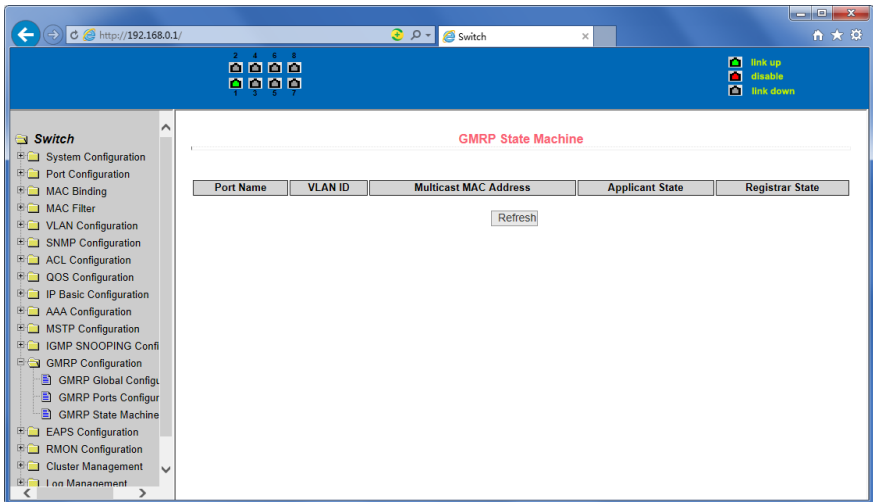 http://192.168.0.1/
Switch
2 4 6 8
1 3 5 7
link up
disable
link down
Switch
System Configuration
Port Configuration
MAC Binding
MAC Filter
VLAN Configuration
SNMP Configuration
ACL Configuration
QOS Configuration
IP Basic Configuration
AAA Configuration
MSTP Configuration
IGMP SNOOPING Confi
GMRP Configuration
GMRP Global Configu
GMRP Ports Configur
GMRP State Machine
EAPS Configuration
RMON Configuration
Cluster Management
Log Management
GMRP State Machine
Port Name VLAN ID Multicast MAC Address Applicant State Registrar State
Refresh